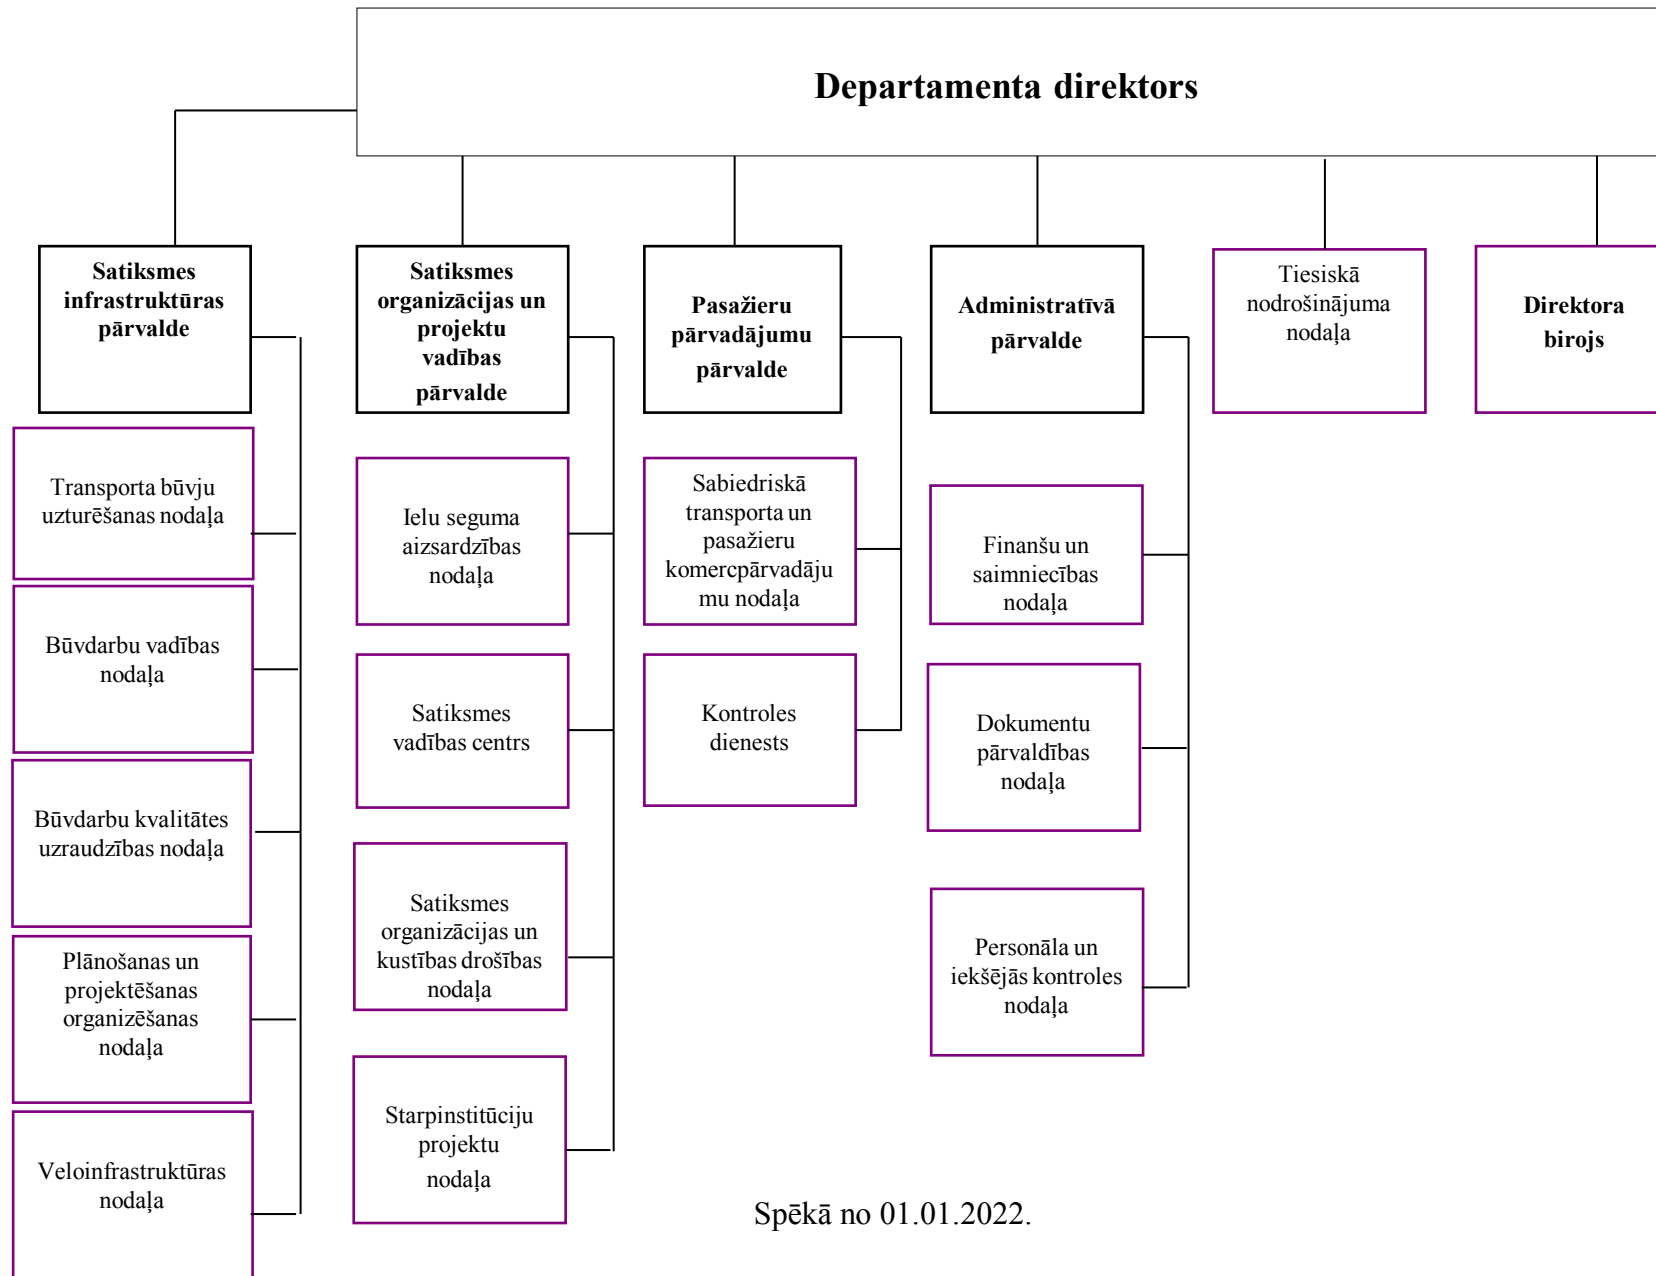 Departamenta direktors
Satiksmes
infrastruktūras
pārvalde
Satiksmes
organizācijas un
projektu
vadības
pārvalde
Pasažieru
pārvadājumu
pārvalde
Administratīvā
pārvalde
Tiesiskā
nodrošinājuma
nodaļa
Direktora
birojs
Transporta būvju
uzturēšanas nodaļa
Būvdarbu vadības
nodaļa
Būvdarbu kvalitātes
uzraudzības nodaļa
Plānošanas un
projektēšanas
organizēšanas
nodaļa
Veloinfrastruktūras
nodaļa
Ielu seguma
aizsardzības
nodaļa
Satiksmes
vadības centrs
Satiksmes
organizācijas un
kustības drošības
nodaļa
Starpinstitūciju
projektu
nodaļa
Sabiedriskā
transporta un
pasažieru
komercpārvadāju
mu nodaļa
Kontroles
dienests
Finanšu un
saimniecības
nodaļa
Dokumentu
pārvaldības
nodaļa
Personāla un
iekšējās kontroles
nodaļa
Spēkā no 01.01.2022.